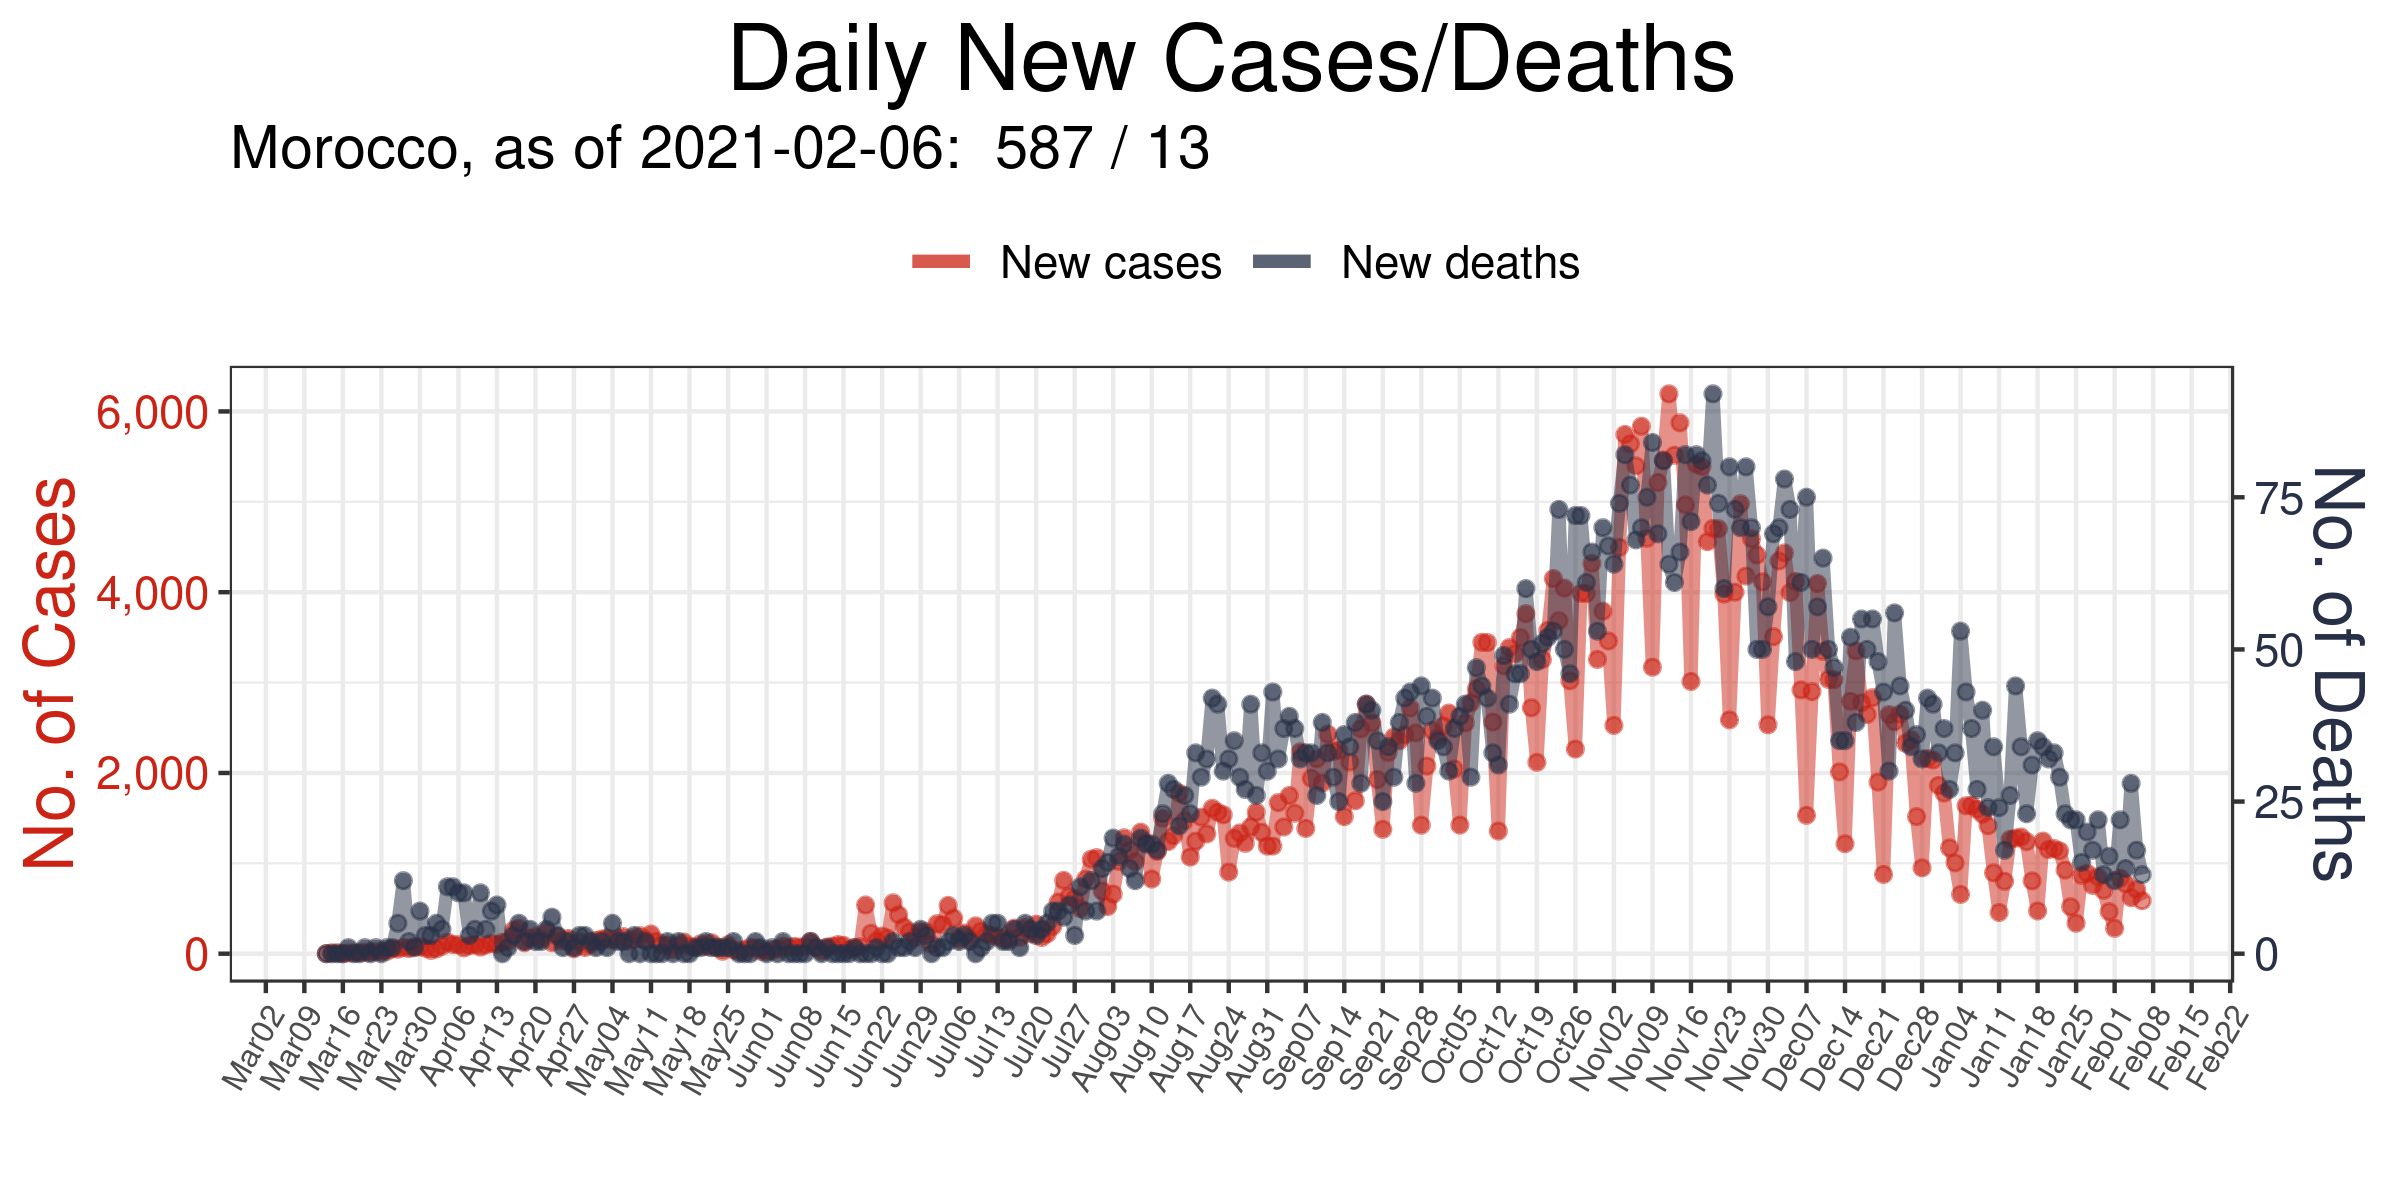 Daily New Cases/Deaths
Morocco, as of 2021-02-06:  587 / 13
New cases
New deaths
No. of Cases
6,000
4,000
2,000
0
75
50
25
0
No. of Deaths
Mar02
Mar09
Mar16
Mar23
Mar30
Apr06
Apr13
Apr20
Apr27
May04
May11
May18
May25
Jun01
Jun08
Jun15
Jun22
Jun29
Jul06
Jul13
Jul20
Jul27
Aug03
Aug10
Aug17
Aug24
Aug31
Sep07
Sep14
Sep21
Sep28
Oct05
Oct12
Oct19
Oct26
Nov02
Nov09
Nov16
Nov23
Nov30
Dec07
Dec14
Dec21
Dec28
Jan04
Jan11
Jan18
Jan25
Feb01
Feb08
Feb15
Feb22